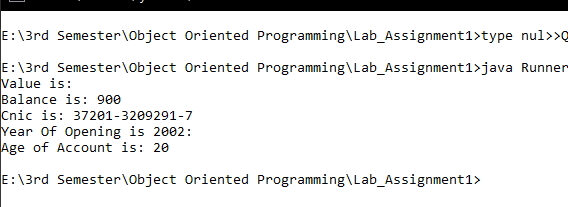 E:\3rd Semester\Object Oriented Programming\Lab_Assignment1>type nul>>Q
E:\3rd Semester\Object Oriented Programming\Lab_Assignment1>java Runner
Value is:
Balance is: 900
Cnic is: 37201-3209291-7
Year Of Opening is 2002:
Age of Account is: 20
E:\3rd Semester\Object Oriented Programming\Lab_Assignment1>